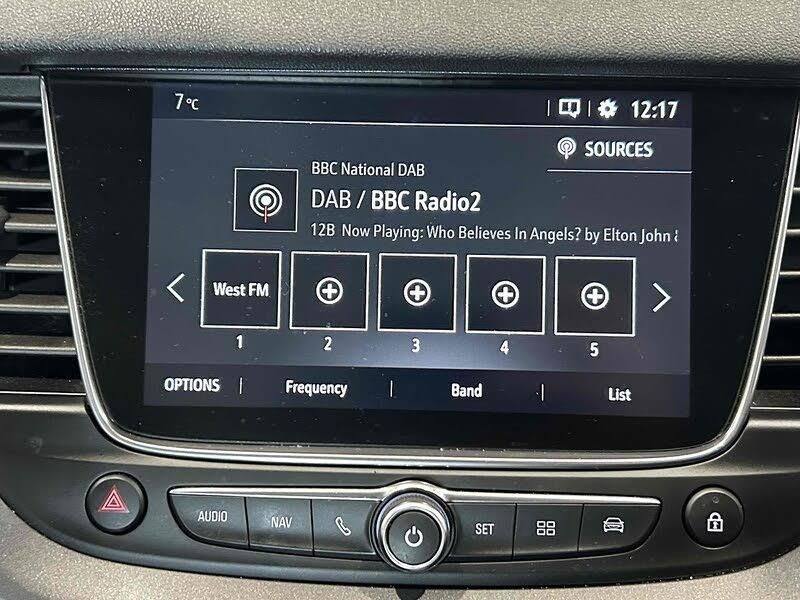 7 °C
12:17
SOURCES
BBC National DAB
DAB / BBC Radio2
12B Now Playing: Who Believes In Angels? by Elton John &
West FM
1 2 3 4 5
OPTIONS | Frequency | Band | List
AUDIO NAV SET